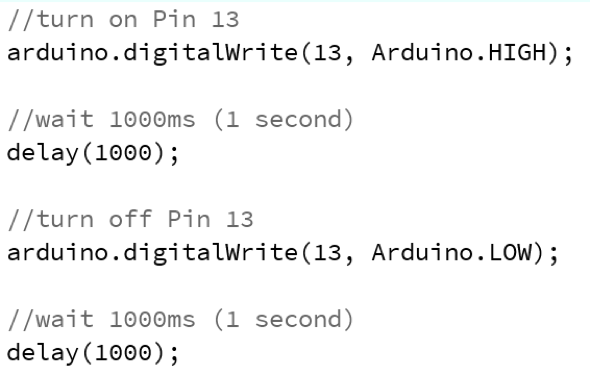 //turn on Pin 13
arduino.digitalWrite(13, Arduino.HIGH);
//wait 1000ms (1 second)
delay(1000);
//turn off Pin 13
arduino.digitalWrite(13, Arduino.LOW);
//wait 1000ms (1 second)
delay(1000);